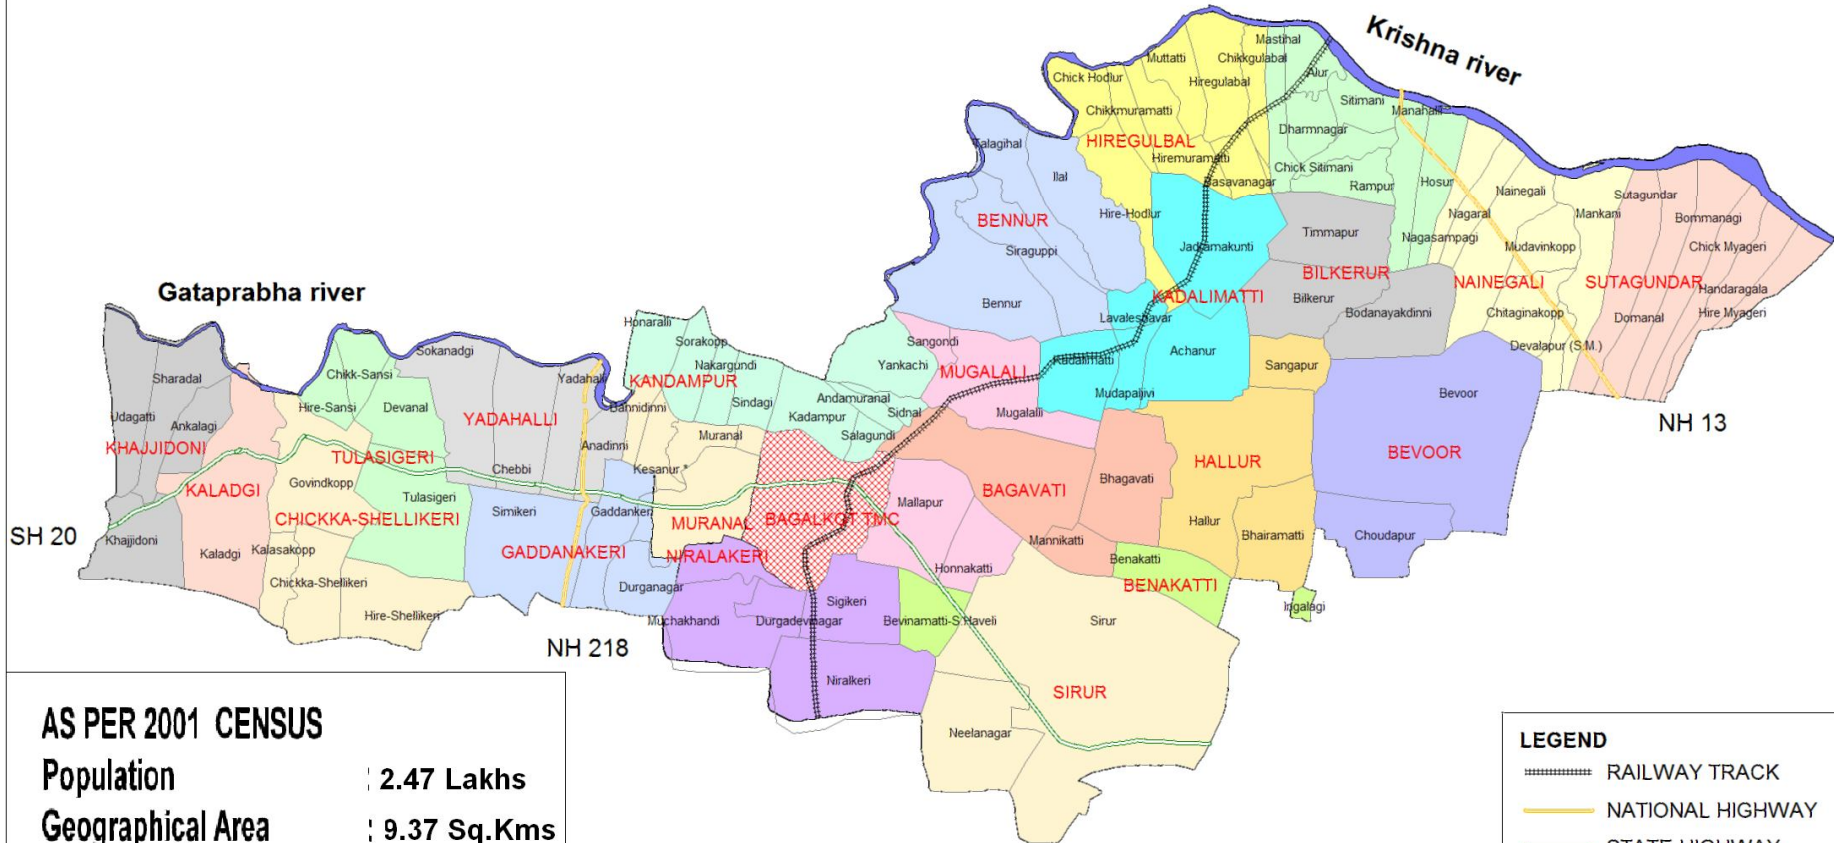 Krishna river
Mastihal
Chikkgulabal
Muttatti
Chick Hodlur
Hiregulabal
Alur
Sitimani
Manahalli
Chikkmuramatti
Dharmnagar
HIREGULBAL
Talagihal
Hiremuramatti
Chick Sitimani
Ilal
Basavanagar
Rampur
Hosur
Nainegali
Sutagundar
Hire-Hodlur
Nagaral
Mankani
Bommanagi
BENNUR
Timmapur
Nagasampagi
Mudavinkopp
Chick Myageri
Siraguppi
Jadramakunti
BILKERUR
NAINEGALI
SUTAGUNDAR
Handaragala
Gataprabha river
KADALIMATTI
Bilkerur
Bennur
Bodanayakdinni
Chitaginakopp
Hire Myageri
Lavaleshavar
Domanal
Honaralli
Sorakopp
Sangondi
Devalapur (S.M.)
Sokanadgi
Achanur
Kadalimatti
Nakargundi
Yankachi
Sangapur
MUGALALI
Sharadal
Chikk-Sansi
Yadahalli
KANDAMPUR
Mudapaljivi
Bevoor
Hire-Sansi
Devanal
Bannidinni
Sindagi
Andamuranal
Sidnal
Mugalalli
Udagatti
Ankalagi
YADAHALLI
Kadampur
NH 13
KHAJJIDONI
Anadinni
Muranal
Salagundi
TULASIGERI
Chebbi
Kesanur *
HALLUR
BEVOOR
KALADGI
Govindkopp
Tulasigeri
Bhagavati
BAGAVATI
CHICKKA-SHELLIKERI
Simikeri
Gaddankeri
Mallapur
MURANAL
BAGALKOT TMC
Hallur
Bhairamatti
Choudapur
SH 20
Khajjidoni
Kaladgi
Kalasakopp
GADDANAKERI
NIRALAKERI
Mannikatti
Benakatti
Honnakatti
BENAKATTI
Chickka-Shellikeri
Durganagar
Sigikeri
Ingalagi
Hire-Shellikeri
Muchakhandi
Durgadevinagar
Bevinamatti-S.Haveli
Sirur
NH 218
Niralkeri
SIRUR
Neelanagar
AS PER 2001 CENSUS
Population : 2.47 Lakhs
Geographical Area : 9.37 Sq.Kms
LEGEND
RAILWAY TRACK
NATIONAL HIGHWAY
STATE HIGHWAY